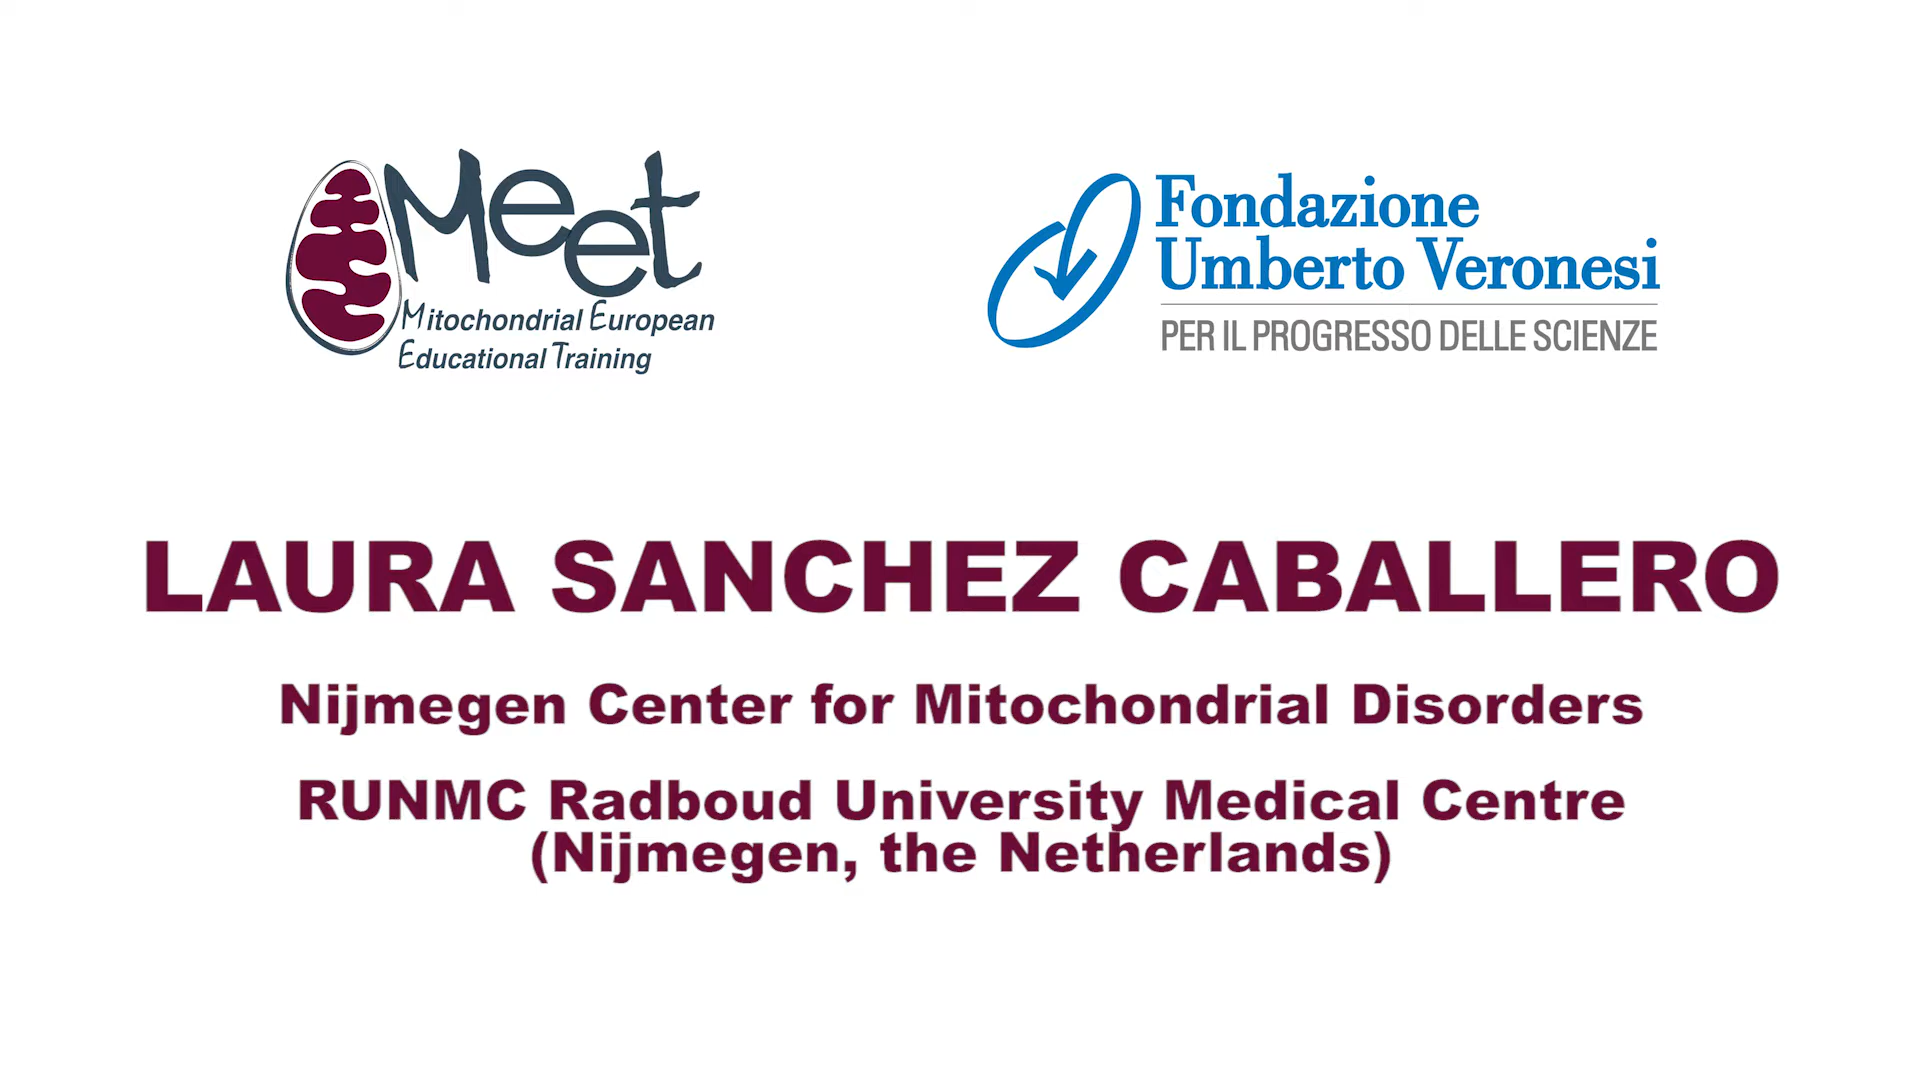 Meet
Mitochondrial European
Educational Training
Fondazione
Umberto Veronesi
PER IL PROGRESSO DELLE SCIENZE
LAURA SANCHEZ CABALLERO
Nijmegen Center for Mitochondrial Disorders
RUNMC Radboud University Medical Centre
(Nijmegen, the Netherlands)